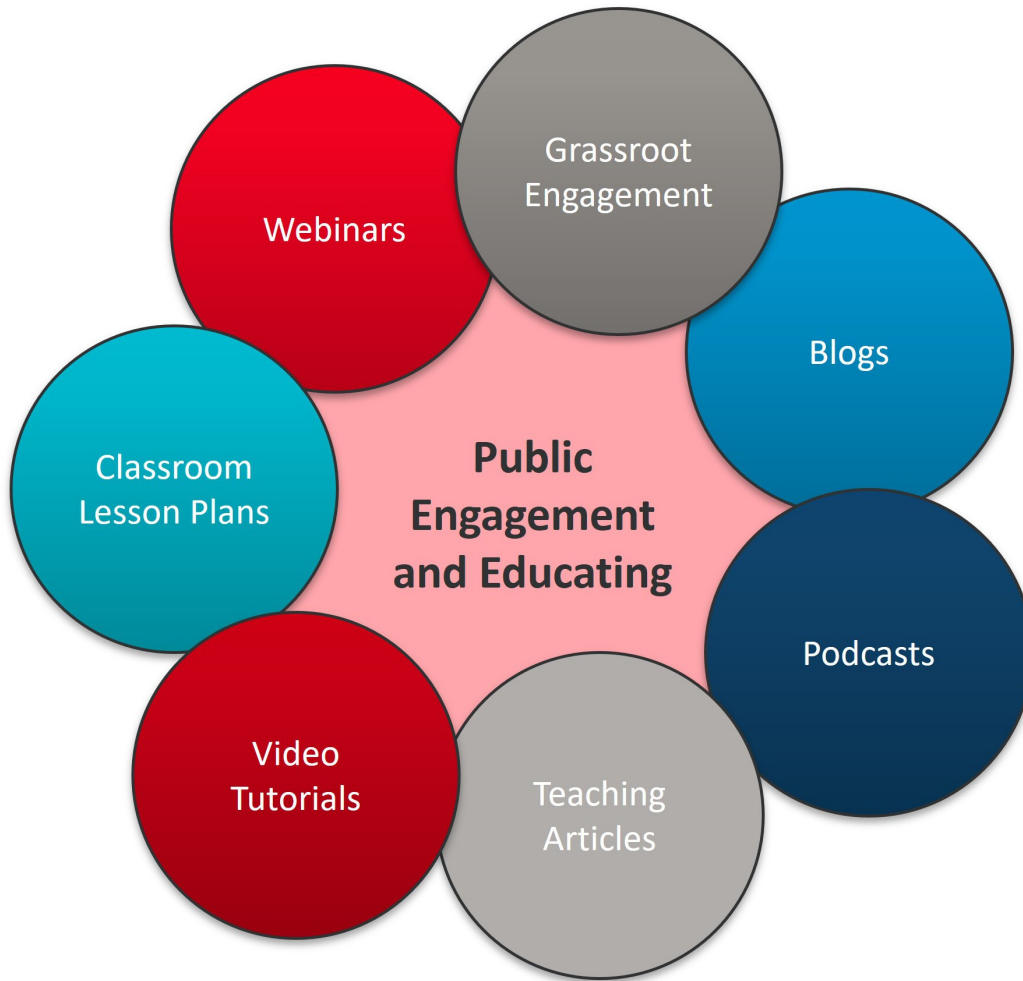 Grassroot
Engagement
Webinars
Blogs
Classroom
Lesson Plans
Public
Engagement
and Educating
Podcasts
Video
Tutorials
Teaching
Articles